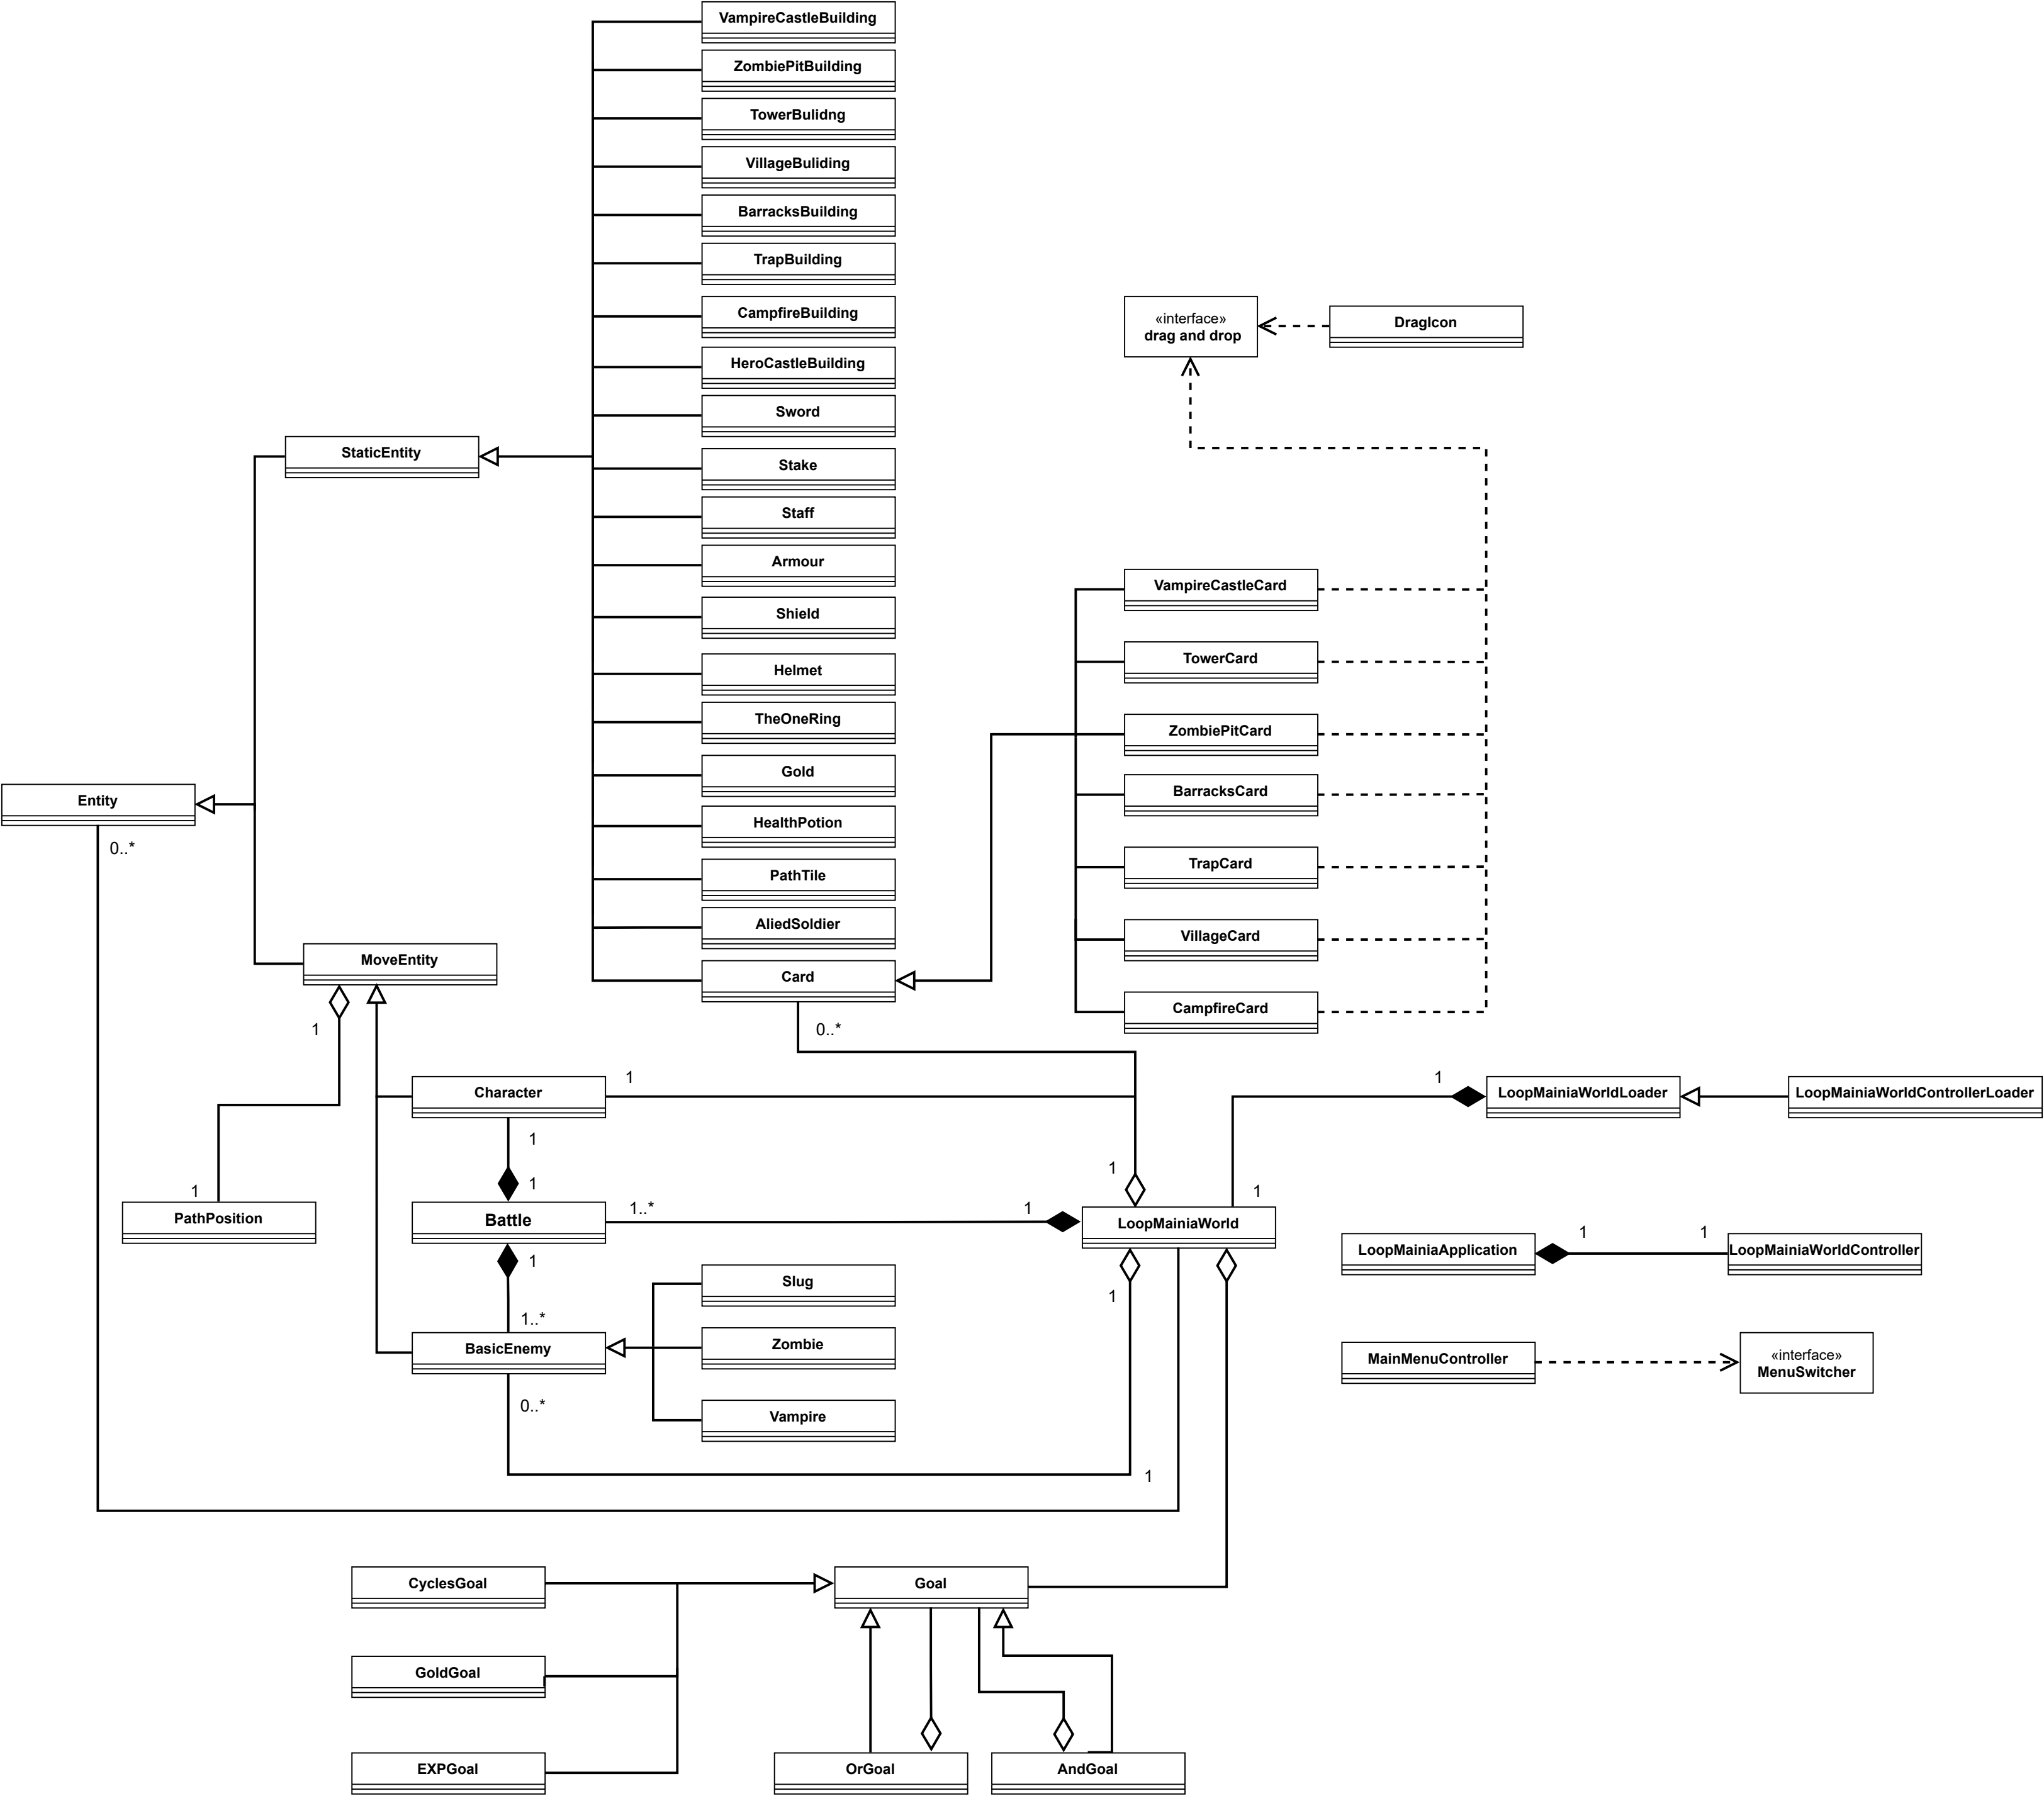 VampireCastleBuilding
ZombiePitBuilding
TowerBulidng
VillageBuliding
BarracksBuilding
TrapBuilding
CampfireBuilding
HeroCastleBuilding
Sword
Stake
Staff
Armour
Shield
Helmet
TheOneRing
Gold
HealthPotion
PathTile
AliedSoldier
Card
0..*
StaticEntity
Entity
0..*
MoveEntity
1
1
PathPosition
«interface»
drag and drop
DragIcon
VampireCastleCard
TowerCard
ZombiePitCard
BarracksCard
TrapCard
VillageCard
CampfireCard
Character
1
1
1
Battle
1..*
1
1
1..*
BasicEnemy
0..*
Slug
Zombie
Vampire
1
LoopMainiaWorld
1
1
1
1
LoopMainiaWorldLoader
LoopMainiaWorldControllerLoader
LoopMainiaApplication
1
1
LoopMainiaWorldController
MainMenuController
«interface»
MenuSwitcher
CyclesGoal
Goal
GoldGoal
EXPGoal
OrGoal
AndGoal